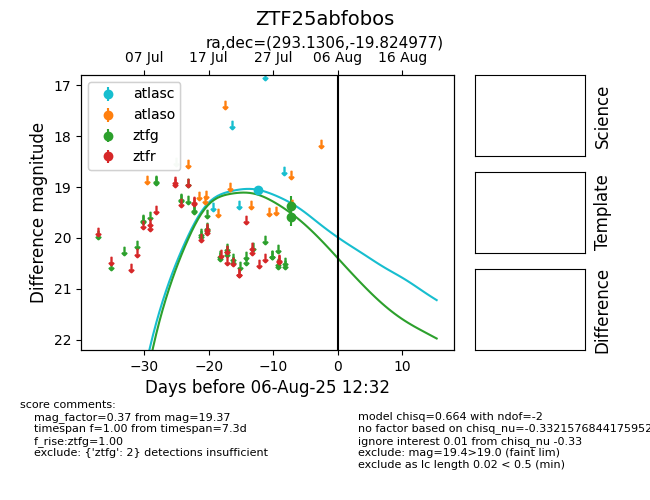 ZTF25abfobos
ra,dec=(293.1306,-19.824977)
07 Jul 17 Jul 27 Jul 06 Aug 16 Aug
17
18
19
20
21
22
Difference magnitude
atlasc
atlaso
ztfg
ztfr
−30 −20 −10 0 10
Days before 06-Aug-25 12:32
Science
Template
Difference
score comments:
mag_factor=0.37 from mag=19.37
timespan f=1.00 from timespan=7.3d
f_rise:ztfg=1.00
exclude: {'ztfg': 2} detections insufficient
model chisq=0.664 with ndof=-2
no factor based on chisq_nu=-0.3321576844175952
ignore interest 0.01 from chisq_nu -0.33
exclude: mag=19.4>19.0 (faint lim)
exclude as lc length 0.02 < 0.5 (min)